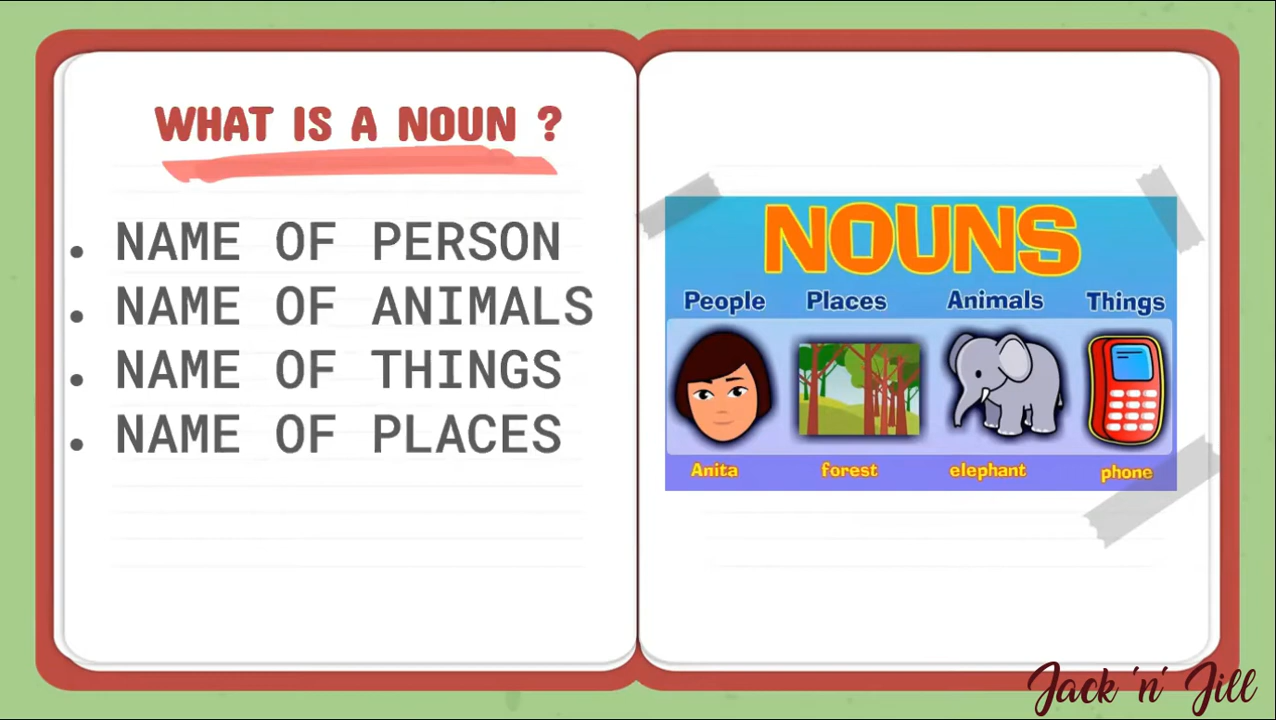 WHAT IS A NOUN ?
. NAME OF PERSON
. NAME OF ANIMALS
. NAME OF THINGS
. NAME OF PLACES
NOUNS
People Places Animals Things
Anita forest elephant phone
Jack 'n' Jill